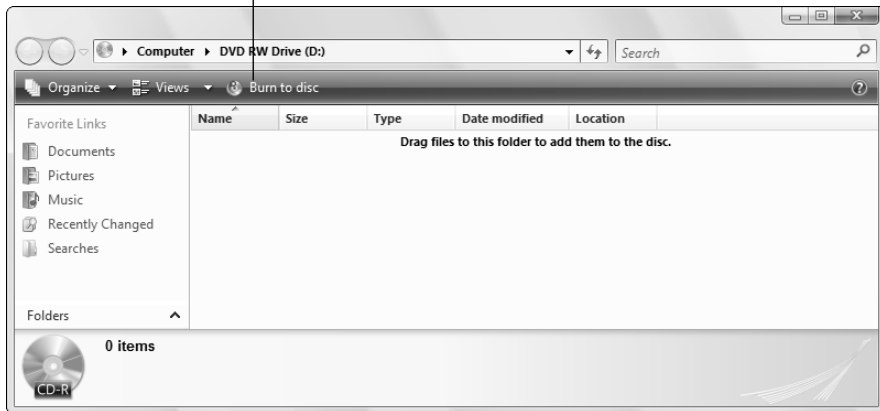 Computer DVD RW Drive (D:) Search
Organize Views Burn to disc
Favorite Links
Name Size Type Date modified Location
Drag files to this folder to add them to the disc.
Documents
Pictures
Music
Recently Changed
Searches
Folders
0 items
CD-R